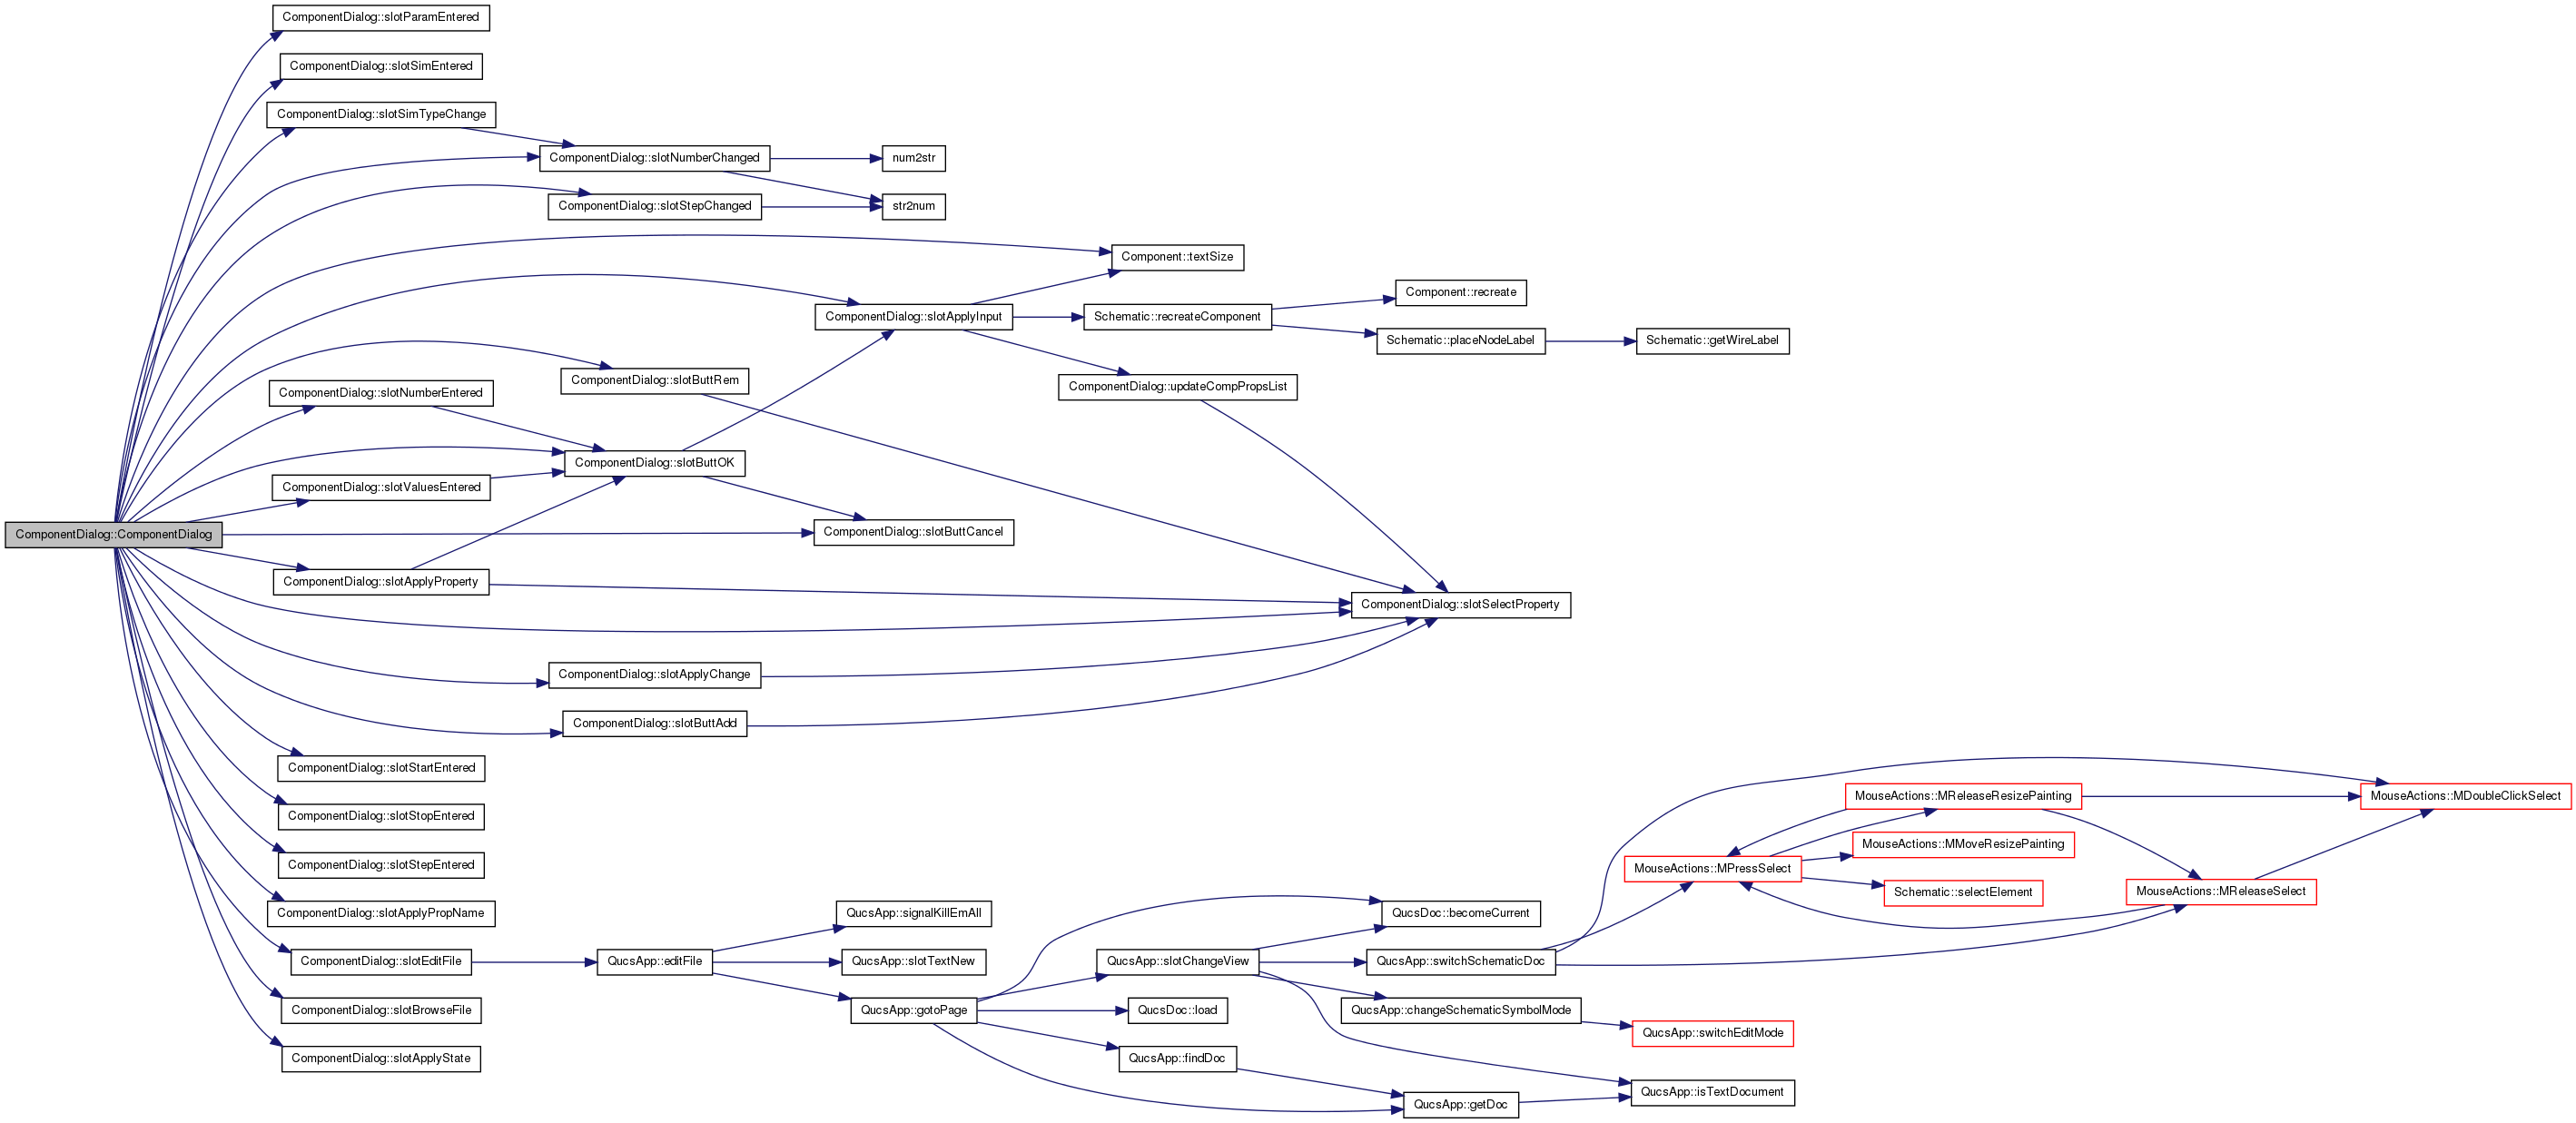 ComponentDialog::slotParamEntered
ComponentDialog::slotSimEntered
ComponentDialog::slotSimTypeChange
ComponentDialog::slotNumberChanged
num2str
ComponentDialog::slotStepChanged
str2num
Component::textSize
Component::recreate
ComponentDialog::slotApplyInput
Schematic::recreateComponent
Schematic::placeNodeLabel
Schematic::getWireLabel
ComponentDialog::slotButtRem
ComponentDialog::updateCompPropsList
ComponentDialog::slotNumberEntered
ComponentDialog::slotButtOK
ComponentDialog::slotValuesEntered
ComponentDialog::ComponentDialog
ComponentDialog::slotButtCancel
ComponentDialog::slotApplyProperty
ComponentDialog::slotSelectProperty
ComponentDialog::slotApplyChange
ComponentDialog::slotButtAdd
ComponentDialog::slotStartEntered
MouseActions::MReleaseResizePainting
MouseActions::MDoubleClickSelect
ComponentDialog::slotStopEntered
MouseActions::MMoveResizePainting
ComponentDialog::slotStepEntered
MouseActions::MPressSelect
Schematic::selectElement
MouseActions::MReleaseSelect
ComponentDialog::slotApplyPropName
QucsApp::signalKillEmAll
QucsDoc::becomeCurrent
ComponentDialog::slotEditFile
QucsApp::editFile
QucsApp::slotTextNew
QucsApp::slotChangeView
QucsApp::switchSchematicDoc
ComponentDialog::slotBrowseFile
QucsApp::gotoPage
QucsDoc::load
QucsApp::changeSchematicSymbolMode
QucsApp::switchEditMode
ComponentDialog::slotApplyState
QucsApp::findDoc
QucsApp::getDoc
QucsApp::isTextDocument